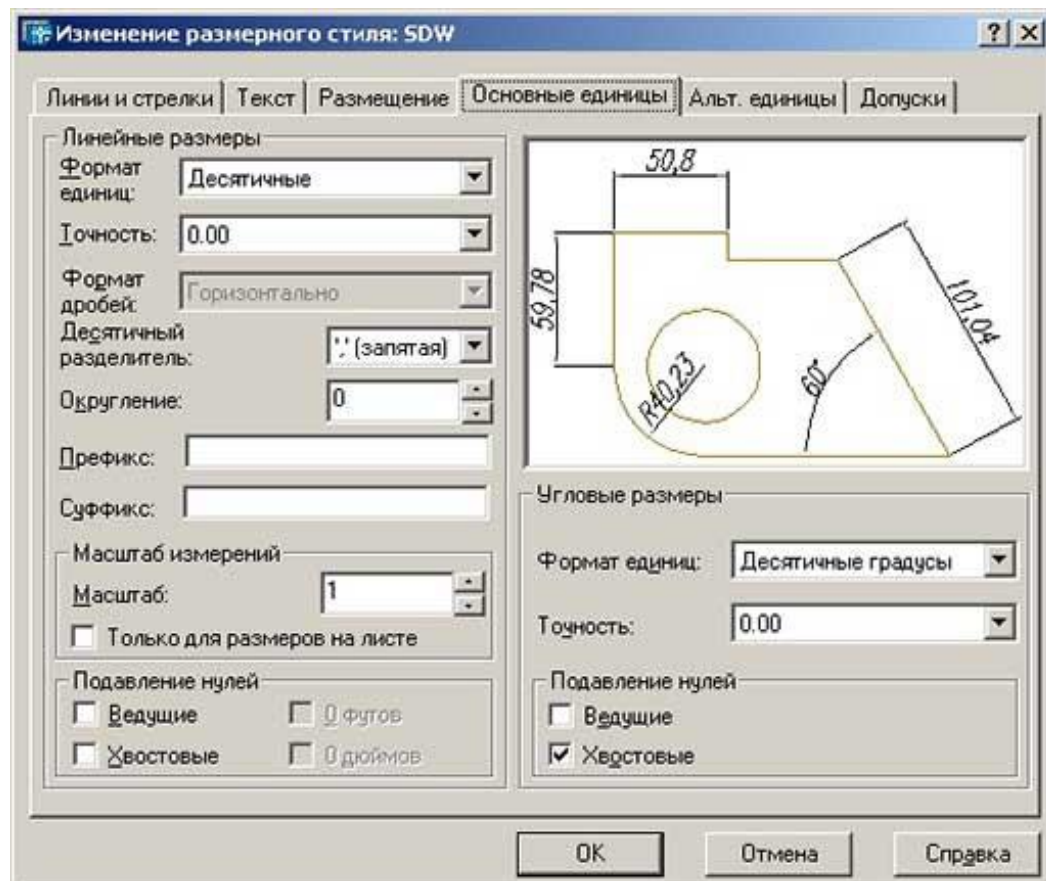 Изменение размерного стиля: SDW
Линии и стрелки
Текст
Размещение
Основные единицы
Альт. единицы
Допуски
Линейные размеры
Формат единиц:
Десятичные
Точность:
0.00
Формат дробей:
Горизонтально
Десятичный разделитель:
',' (запятая)
Округление:
0
Префикс:
Суффикс:
Масштаб измерений
Масштаб:
1
Только для размеров на листе
Подавление нулей
Ведущие
0 футов
Хвостовые
0 дюймов
50,8
59,78
R40,23
60°
101,04
Угловые размеры
Формат единиц:
Десятичные градусы
Точность:
0.00
Подавление нулей
Ведущие
Хвостовые
OK
Отмена
Справка